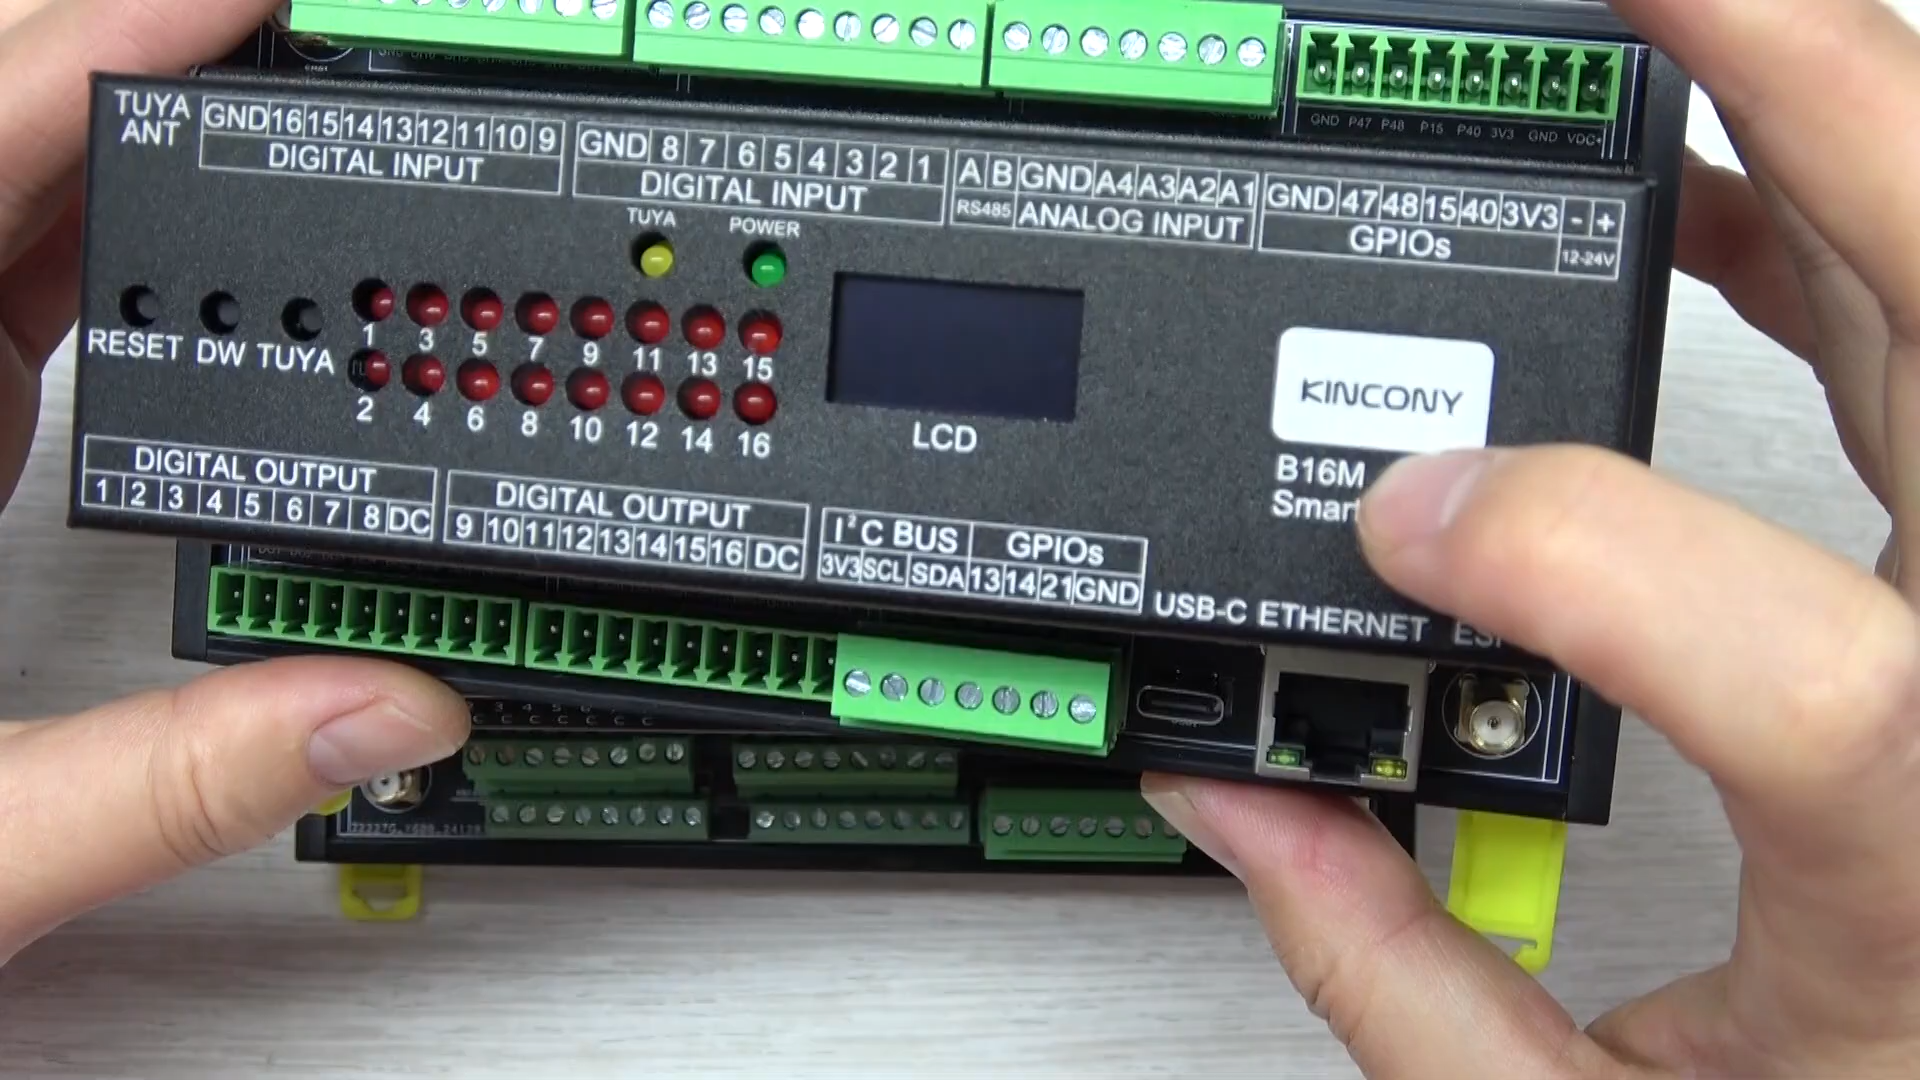 GND P47 P48 P15 P40 3V3 GND VDC+
TUYA
ANT
GND 16 15 14 13 12 11 10 9
DIGITAL INPUT
GND 8 7 6 5 4 3 2 1
DIGITAL INPUT
A B GND A4 A3 A2 A1
RS485 ANALOG INPUT
GND 47 48 15 40 3V3 - +
GPIOs
12-24V
TUYA POWER
RESET DW TUYA
1 3 5 7 9 11 13 15
2 4 6 8 10 12 14 16
LCD
KINCONY
B16M
Smart
DIGITAL OUTPUT
1 2 3 4 5 6 7 8 DC
DIGITAL OUTPUT
9 10 11 12 13 14 15 16 DC
I²C BUS GPIOs
3V3 SCL SDA 13 14 21 GND
USB-C ETHERNET